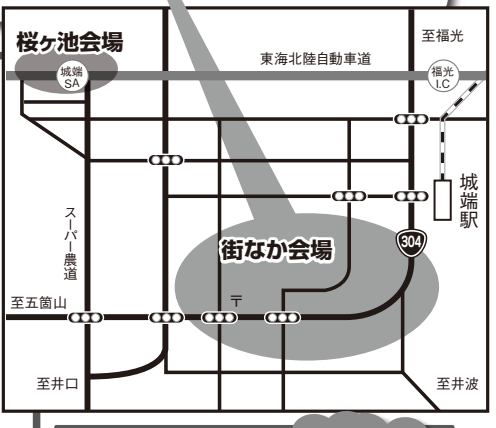 桜ヶ池会場
至福光
東海北陸自動車道
城端
SA
福光
I.C
城端駅
スーパー農道
街なか会場
304
至五箇山
〒
至井口
至井波